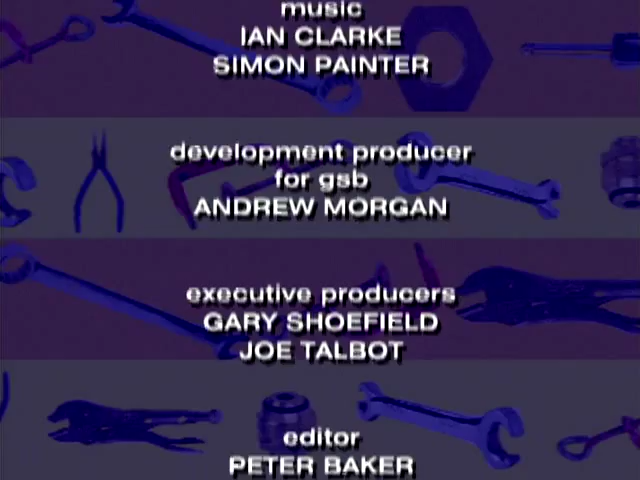 music
IAN CLARKE
SIMON PAINTER
development producer
for gsb
ANDREW MORGAN
executive producers
GARY SHOEFIELD
JOE TALBOT
editor
PETER BAKER